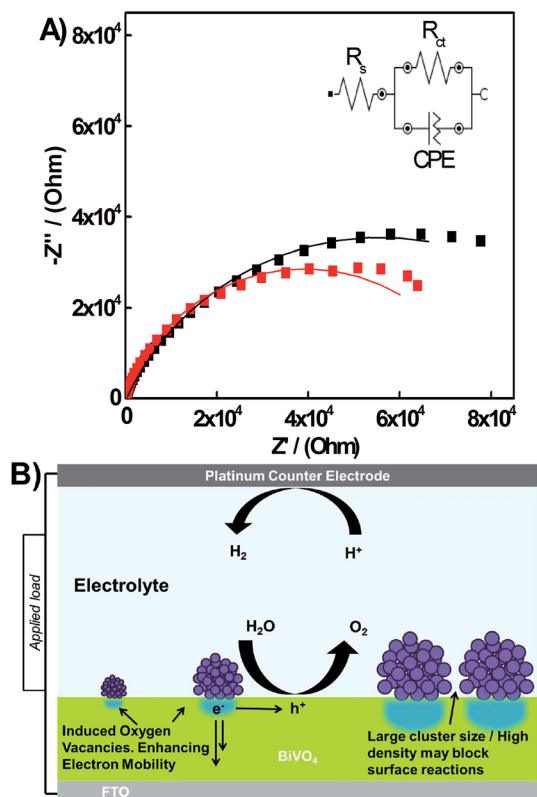 A)
8x10⁴
6x10⁴
4x10⁴
2x10⁴
0
-Z'' / (Ohm)
0
2x10⁴
4x10⁴
6x10⁴
8x10⁴
Z' / (Ohm)
Rs
Rct
CPE
B)
Platinum Counter Electrode
H₂
H⁺
Electrolyte
Applied load
H₂O
O₂
e⁻
h⁺
Induced Oxygen
Vacancies. Enhancing
Electron Mobility
BiVO₄
Large cluster size / High
density may block
surface reactions
FTO